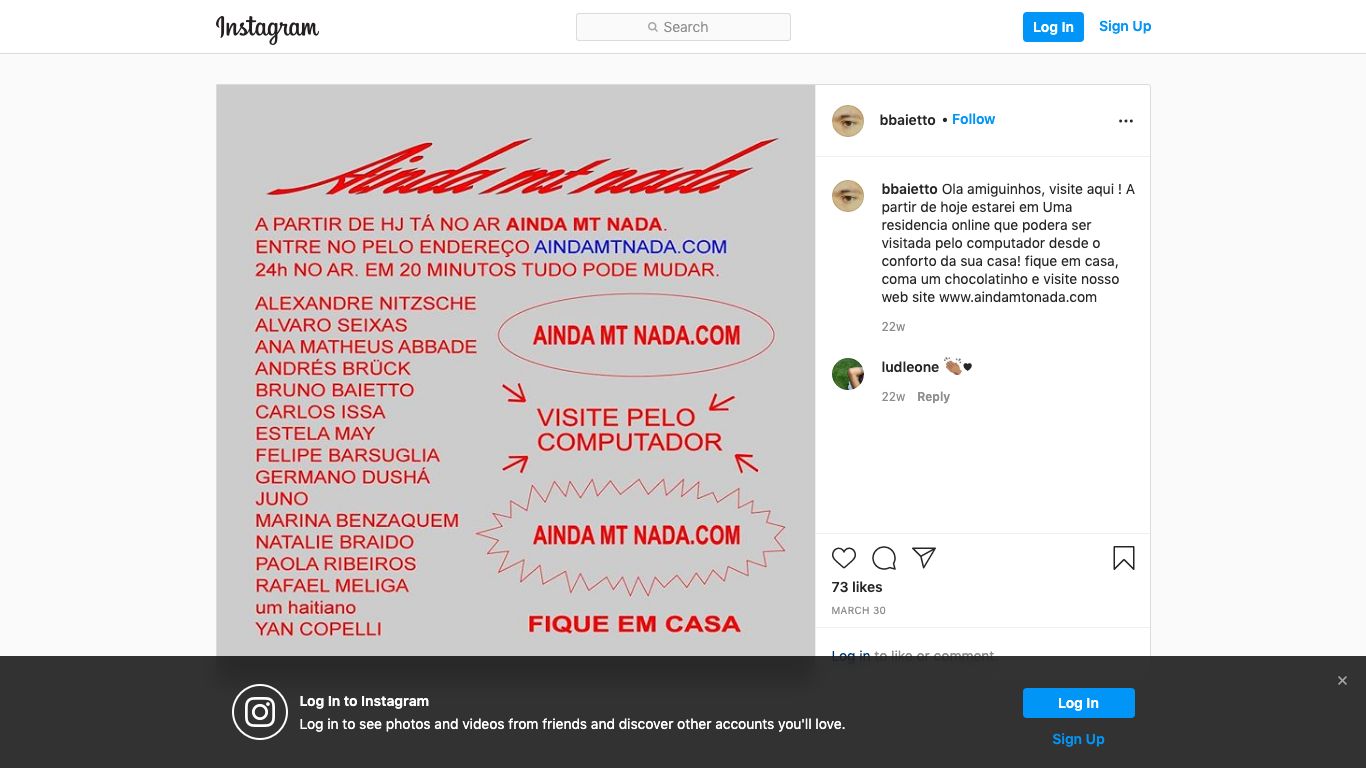 Instagram
Search
Log In
Sign Up
Ainda mt nada
A PARTIR DE HJ TÁ NO AR AINDA MT NADA.
ENTRE NO PELO ENDEREÇO AINDAMTNADA.COM
24h NO AR. EM 20 MINUTOS TUDO PODE MUDAR.
ALEXANDRE NITZSCHE
ALVARO SEIXAS
ANA MATHEUS ABBADE
ANDRÉS BRÜCK
BRUNO BAIETTO
CARLOS ISSA
ESTELA MAY
FELIPE BARSUGLIA
GERMANO DUSHÁ
JUNO
MARINA BENZAQUEM
NATALIE BRAIDO
PAOLA RIBEIROS
RAFAEL MELIGA
um haitiano
YAN COPELLI
AINDA MT NADA.COM
VISITE PELO
COMPUTADOR
AINDA MT NADA.COM
FIQUE EM CASA
bbaietto • Follow
bbaietto Ola amiguinhos, visite aqui ! A
partir de hoje estarei em Uma
residencia online que podera ser
visitada pelo computador desde o
conforto da sua casa! fique em casa,
coma um chocolatinho e visite nosso
web site www.aindamtonada.com
22w
ludleone 👏🏽🖤
22w Reply
73 likes
MARCH 30
Log in to like or comment.
Log In to Instagram
Log in to see photos and videos from friends and discover other accounts you'll love.
Log In
Sign Up